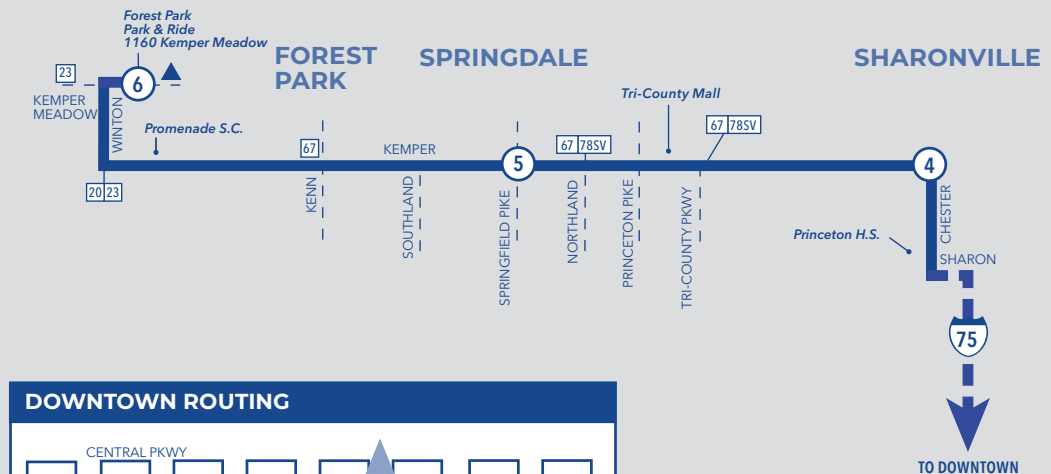 Forest Park
Park & Ride
1160 Kemper Meadow
FOREST
PARK
SPRINGDALE
SHARONVILLE
23
6
KEMPER
MEADOW
WINTON
Promenade S.C.
Tri-County Mall
67 78SV
67
KEMPER
67 78SV
5
4
20 23
KENN
SOUTHLAND
SPRINGFIELD PIKE
NORTHLAND
PRINCETON PIKE
TRI-COUNTY PKWY
CHESTER
Princeton H.S.
SHARON
75
DOWNTOWN ROUTING
CENTRAL PKWY
TO DOWNTOWN